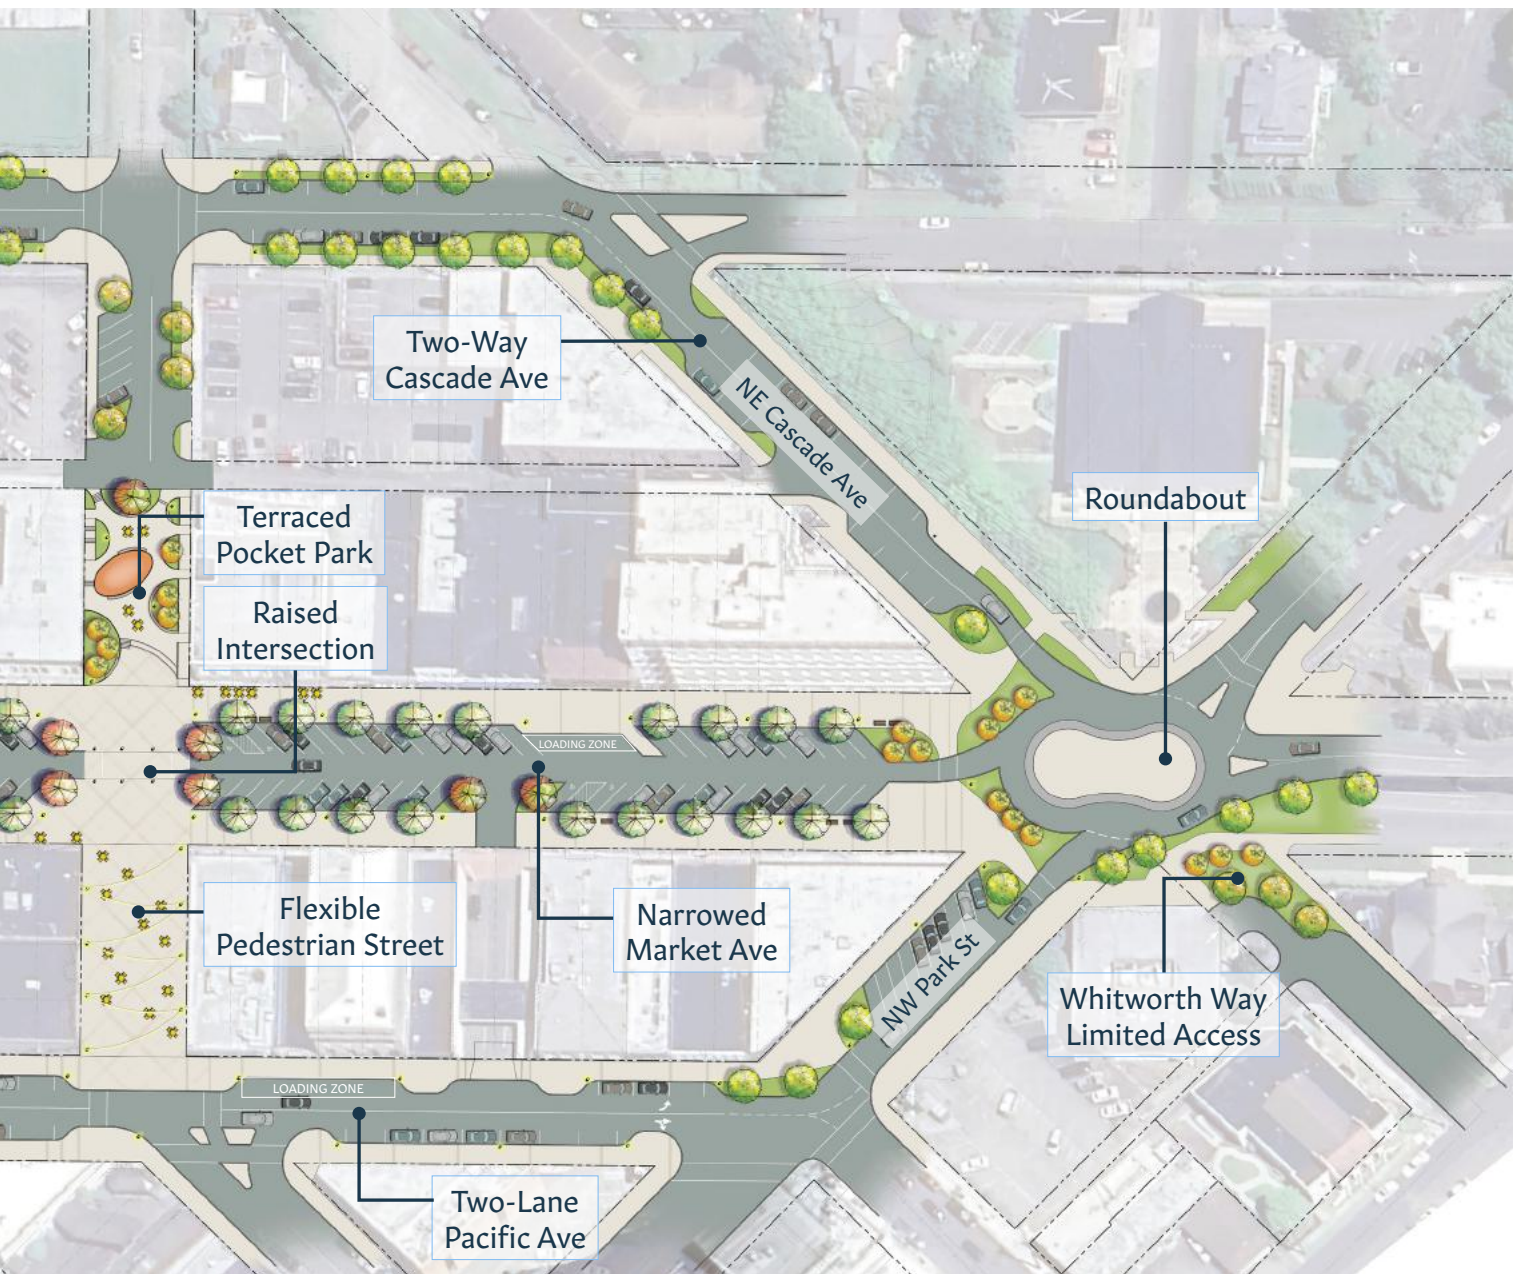 Two-Way
Cascade Ave
NE Cascade Ave
Roundabout
Terraced
Pocket Park
Raised
Intersection
LOADING ZONE
Flexible
Pedestrian Street
Narrowed
Market Ave
NW Park St
Whitworth Way
Limited Access
LOADING ZONE
Two-Lane
Pacific Ave